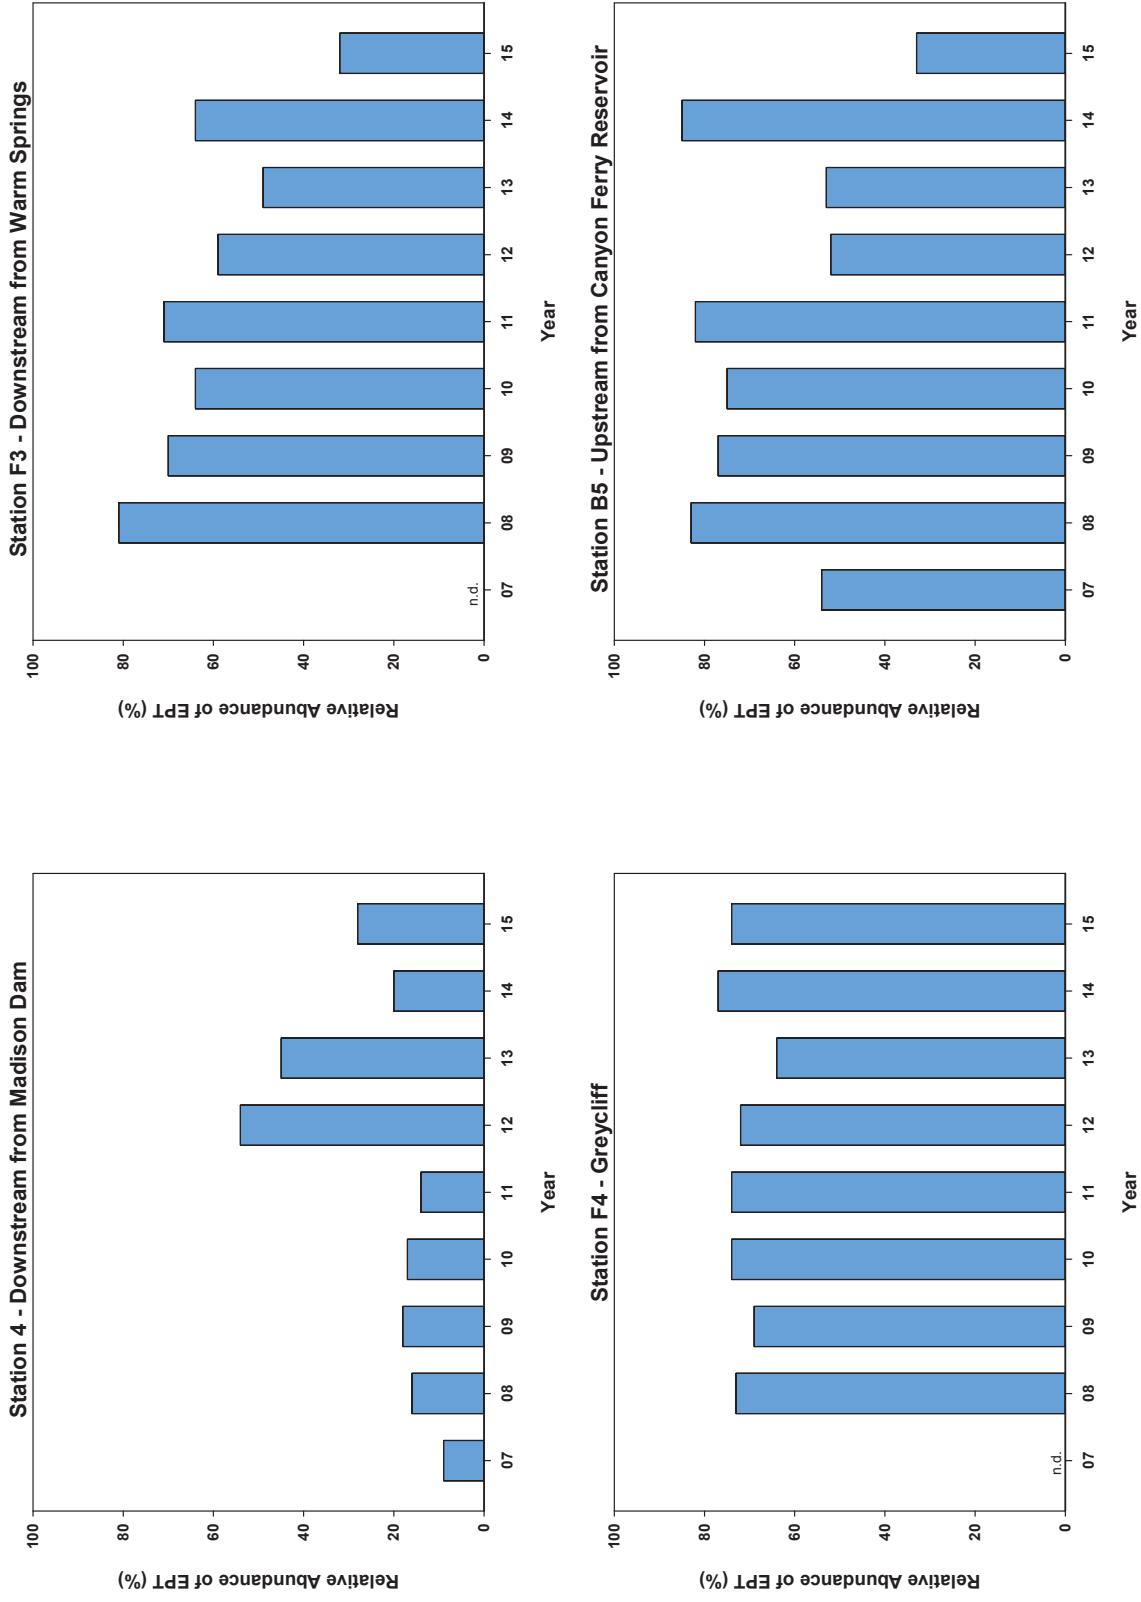 Station 4 - Downstream from Madison Dam
Relative Abundance of EPT (%)
100
80
60
40
20
0
07 08 09 10 11 12 13 14 15
Year
Station F3 - Downstream from Warm Springs
Relative Abundance of EPT (%)
100
80
60
40
20
0
n.d.
07 08 09 10 11 12 13 14 15
Year
Station F4 - Greycliff
Relative Abundance of EPT (%)
100
80
60
40
20
0
n.d.
07 08 09 10 11 12 13 14 15
Year
Station B5 - Upstream from Canyon Ferry Reservoir
Relative Abundance of EPT (%)
100
80
60
40
20
0
07 08 09 10 11 12 13 14 15
Year